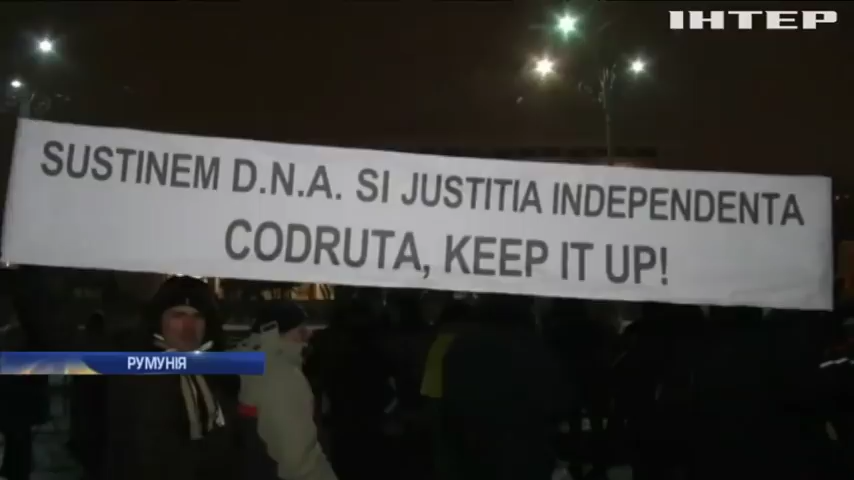 ІНТЕР
SUSTINEM D.N.A. SI JUSTITIA INDEPENDENTA
CODRUTA, KEEP IT UP!
РУМУНІЯ